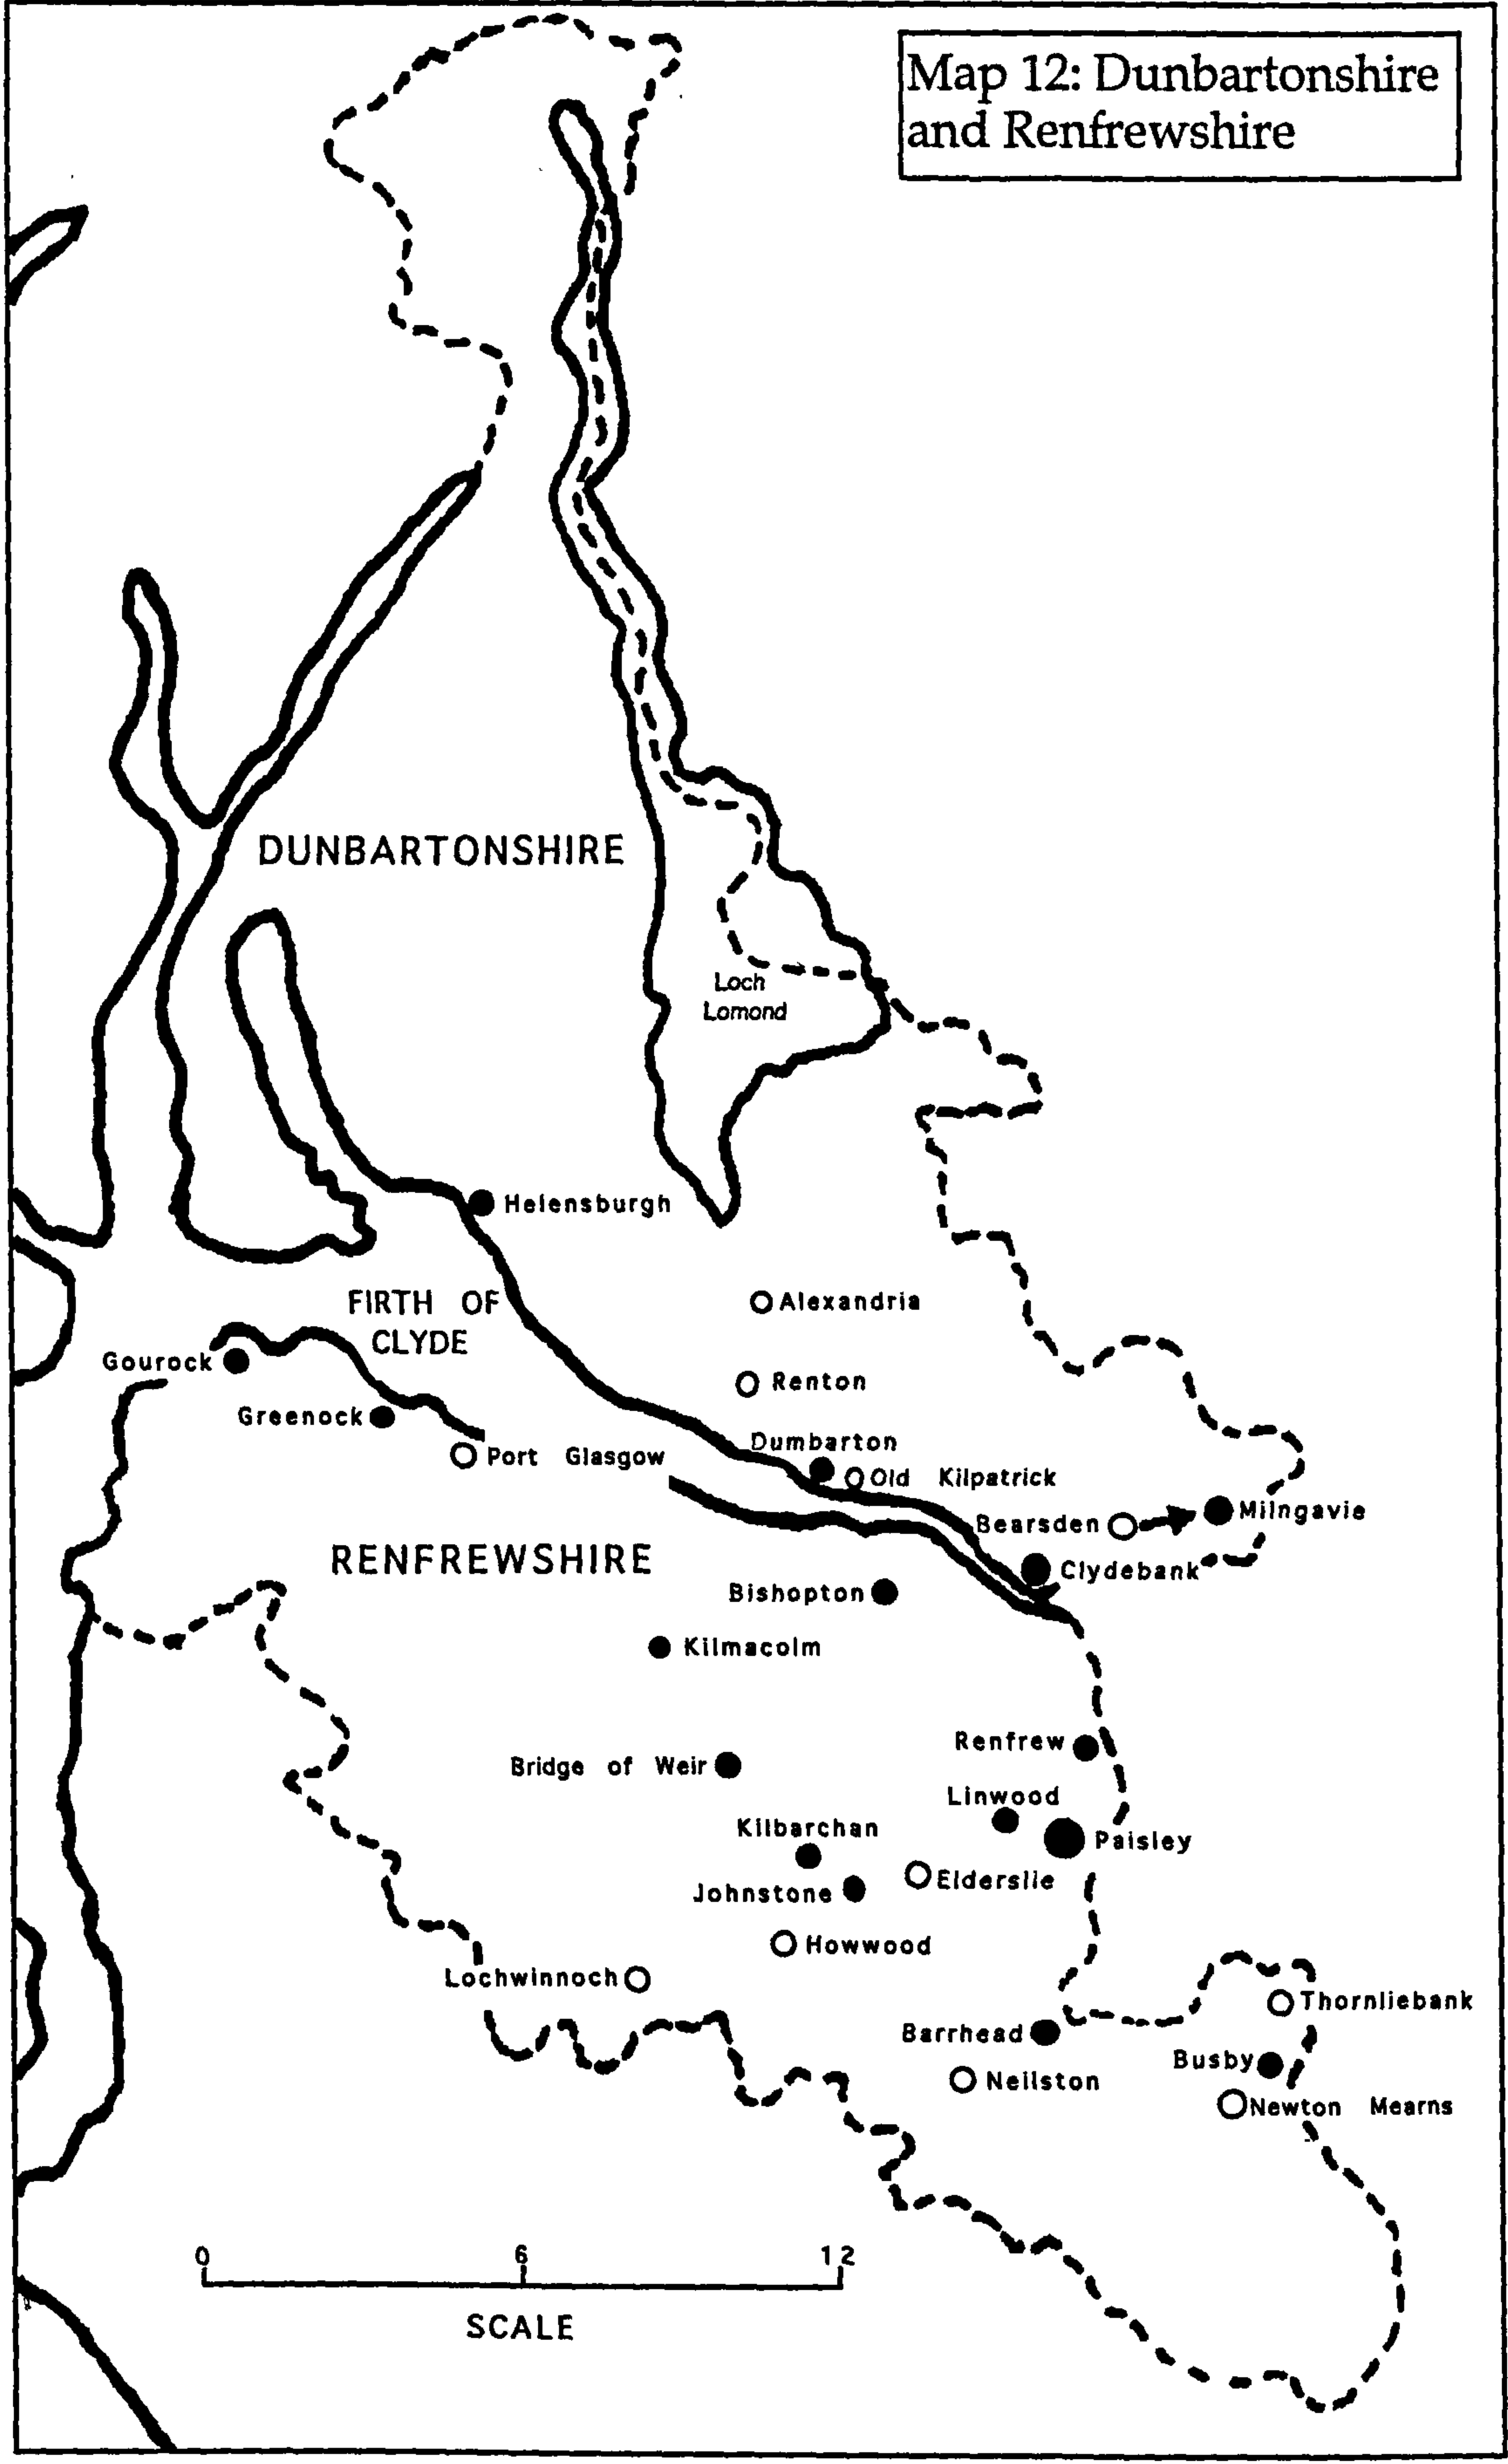 Map 12: Dunbartonshire
and Renfrewshire
DUNBARTONSHIRE
Loch
Lomond
Helensburgh
FIRTH OF
CLYDE
Alexandria
Gourock
Renton
Greenock
Dumbarton
Port Glasgow
Old Kilpatrick
Bearsden
Milngavie
RENFREWSHIRE
Clydebank
Bishopton
Kilmacolm
Renfrew
Bridge of Weir
Linwood
Kilbarchan
Paisley
Elderslie
Johnstone
Howwood
Lochwinnoch
Thornliebank
Barrhead
Busby
Neilston
Newton Mearns
0 6 12
SCALE